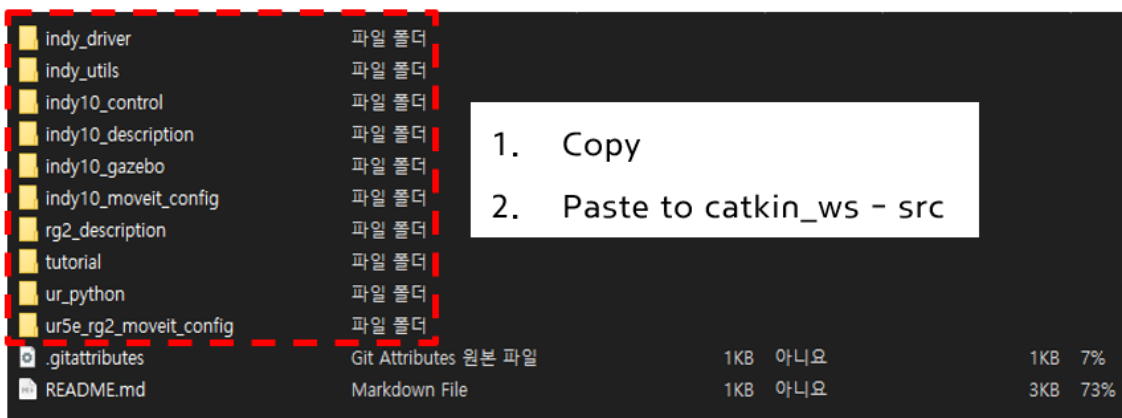 indy_driver 파일 폴더
indy_utils 파일 폴더
indy10_control 파일 폴더
indy10_description 파일 폴더
indy10_gazebo 파일 폴더
indy10_moveit_config 파일 폴더
rg2_description 파일 폴더
tutorial 파일 폴더
ur_python 파일 폴더
ur5e_rg2_moveit_config 파일 폴더
.gitattributes Git Attributes 원본 파일 1KB 아니요 1KB 7%
README.md Markdown File 1KB 아니요 3KB 73%
1. Copy
2. Paste to catkin_ws - src